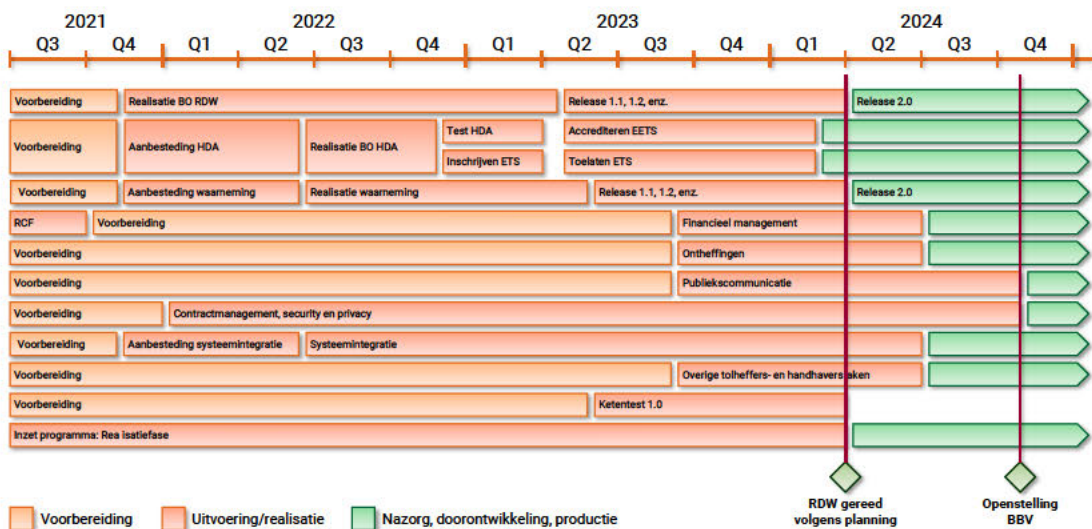 2021 2022 2023 2024
Q3 Q4 Q1 Q2 Q3 Q4 Q1 Q2 Q3 Q4 Q1 Q2 Q3 Q4
Voorbereiding Realisatie BO RDW Release 1.1, 1.2, enz. Release 2.0
Voorbereiding Aanbesteding HDA Realisatie BO HDA Test HDA Accrediteren EETS
Inschrijven ETS Toelaten ETS
Voorbereiding Aanbesteding waarneming Realisatie waarneming Release 1.1, 1.2, enz. Release 2.0
RCF Voorbereiding Financieel management
Voorbereiding Ontheffingen
Voorbereiding Publiekscommunicatie
Voorbereiding Contractmanagement, security en privacy
Voorbereiding Aanbesteding systeemintegratie Systeemintegratie
Voorbereiding Overige tolheffers- en handhaverstaken
Voorbereiding Ketentest 1.0
Inzet programma: Rea isatiefase
RDW gereed
volgens planning
Openstelling
BBV
Voorbereiding Uitvoering/realisatie Nazorg, doorontwikkeling, productie